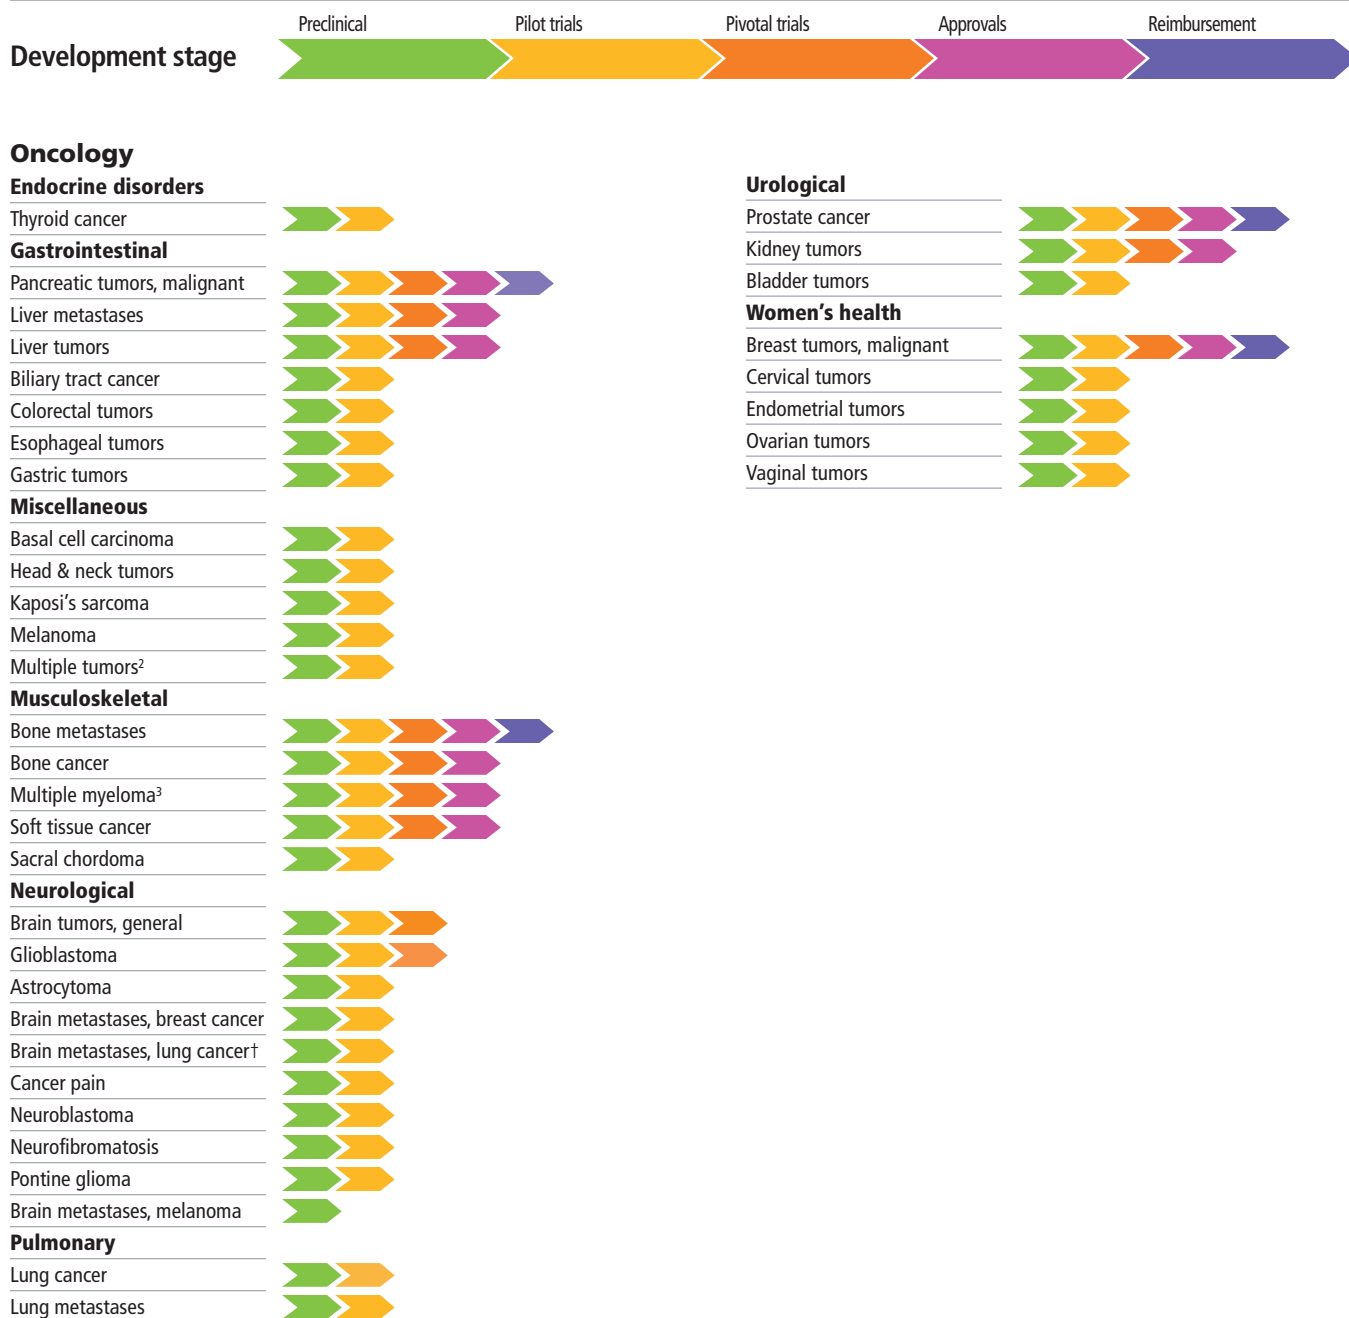 Preclinical Pilot trials Pivotal trials Approvals Reimbursement
Development stage
Oncology
Endocrine disorders
Thyroid cancer
Gastrointestinal
Pancreatic tumors, malignant
Liver metastases
Liver tumors
Biliary tract cancer
Colorectal tumors
Esophageal tumors
Gastric tumors
Miscellaneous
Basal cell carcinoma
Head & neck tumors
Kaposi’s sarcoma
Melanoma
Multiple tumors²
Musculoskeletal
Bone metastases
Bone cancer
Multiple myeloma³
Soft tissue cancer
Sacral chordoma
Neurological
Brain tumors, general
Glioblastoma
Astrocytoma
Brain metastases, breast cancer
Brain metastases, lung cancer†
Cancer pain
Neuroblastoma
Neurofibromatosis
Pontine glioma
Brain metastases, melanoma
Pulmonary
Lung cancer
Lung metastases
Urological
Prostate cancer
Kidney tumors
Bladder tumors
Women’s health
Breast tumors, malignant
Cervical tumors
Endometrial tumors
Ovarian tumors
Vaginal tumors